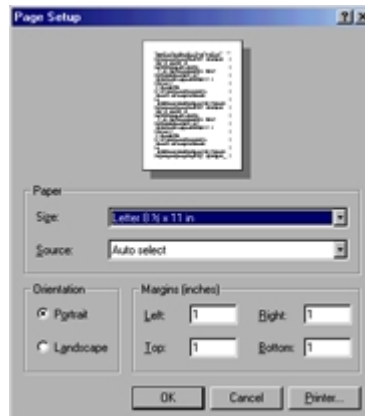 Page Setup
Paper
Size: Letter 8 ½ x 11 in
Source: Auto select
Orientation
Portrait
Landscape
Margins (inches)
Left: 1 Right: 1
Top: 1 Bottom: 1
OK Cancel Printer...